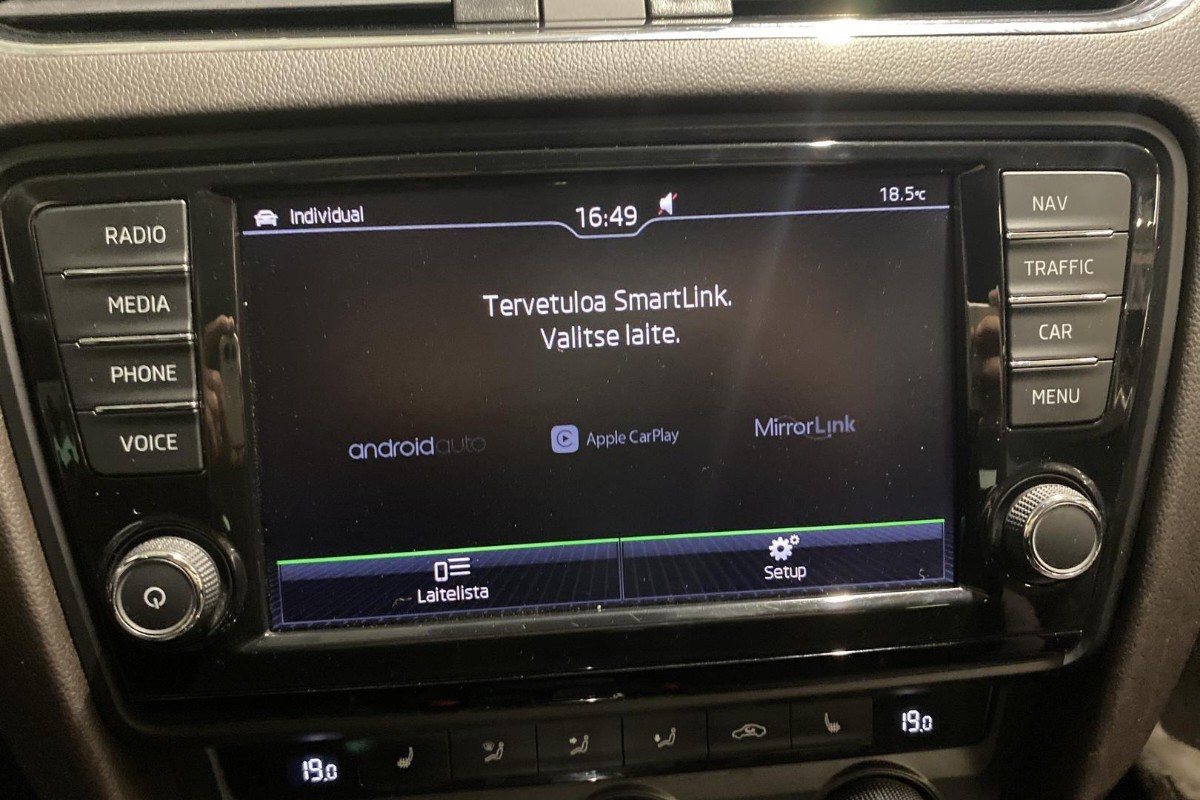 Individual
16:49
18.5°C
RADIO
MEDIA
PHONE
VOICE
Tervetuloa SmartLink.
Valitse laite.
androidauto
Apple CarPlay
MirrorLink
Laitelista
Setup
NAV
TRAFFIC
CAR
MENU
19.0
19.0